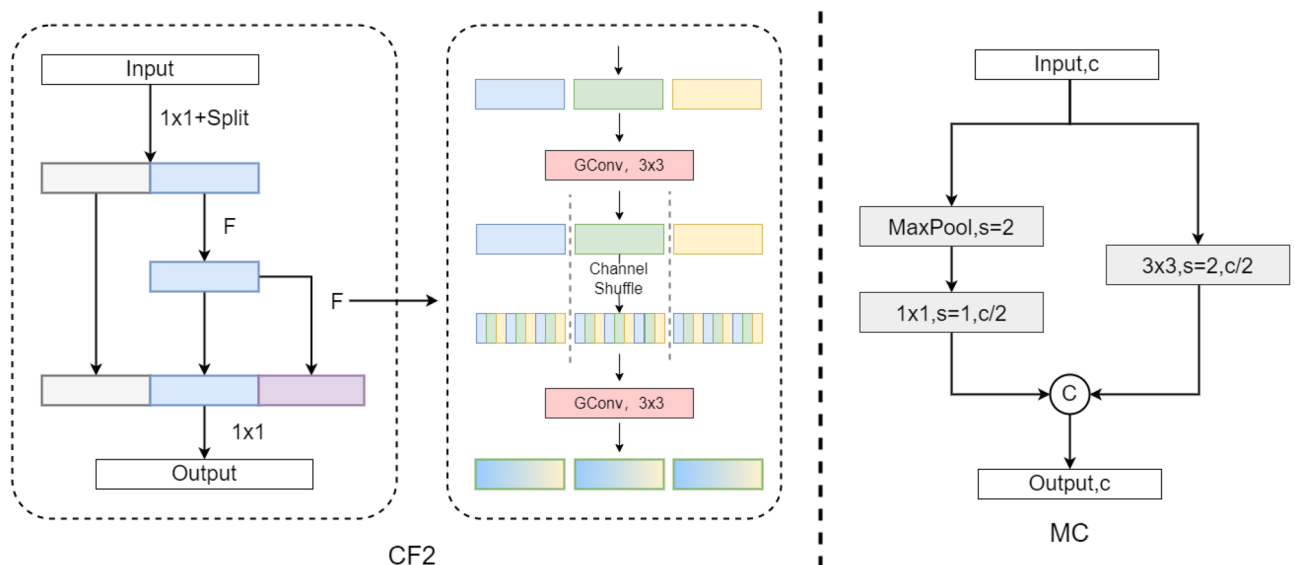 Input
1x1+Split
F
F
1x1
Output
GConv，3x3
Channel
Shuffle
GConv，3x3
CF2
Input,c
MaxPool,s=2
3x3,s=2,c/2
1x1,s=1,c/2
C
Output,c
MC